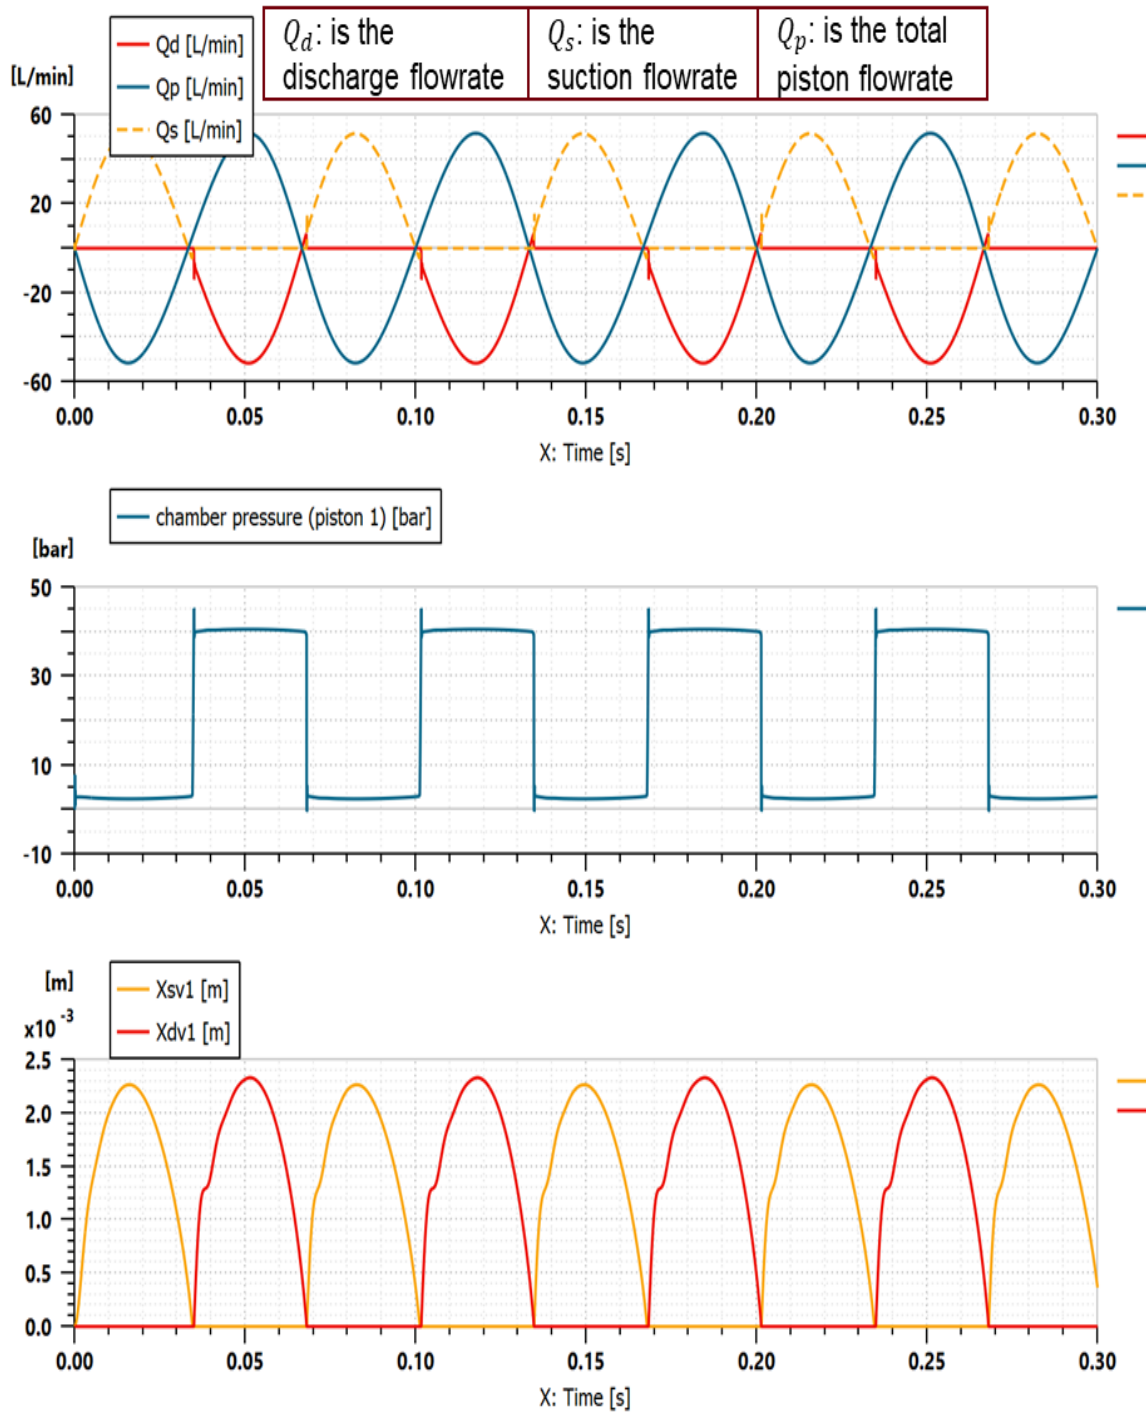 Qd [L/min]
Qp [L/min]
Qs [L/min]
Q_d: is the
discharge flowrate
Q_s: is the
suction flowrate
Q_p: is the total
piston flowrate
[L/min]
60
20
-20
-60
0.00 0.05 0.10 0.15 0.20 0.25 0.30
X: Time [s]
chamber pressure (piston 1) [bar]
[bar]
50
30
10
-10
0.00 0.05 0.10 0.15 0.20 0.25 0.30
X: Time [s]
[m]
x10⁻³
Xsv1 [m]
Xdv1 [m]
2.5
2.0
1.5
1.0
0.5
0.0
0.00 0.05 0.10 0.15 0.20 0.25 0.30
X: Time [s]